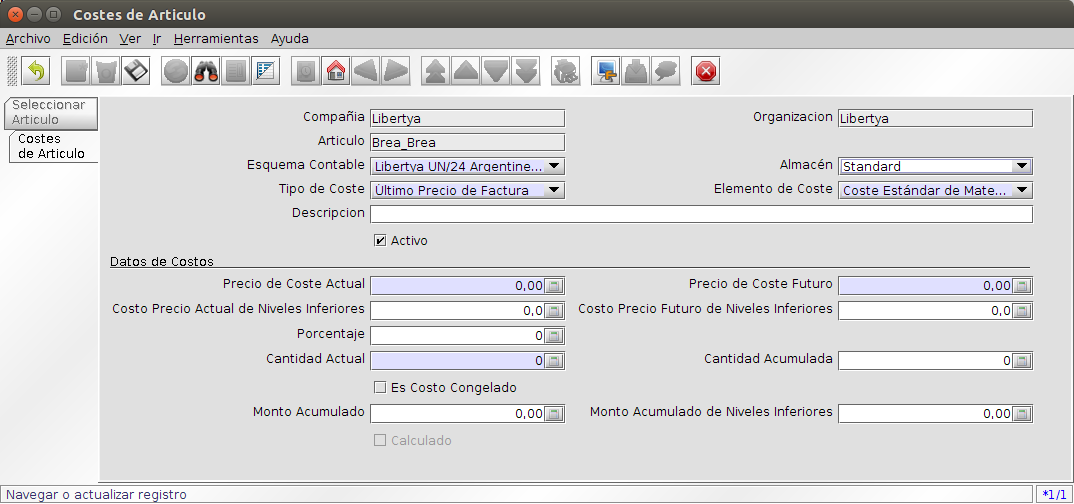 Costes de Articulo
Archivo Edición Ver Ir Herramientas Ayuda
Seleccionar
Articulo
Costes
de Articulo
Compañia Libertya Organizacion Libertya
Articulo Brea_Brea
Esquema Contable Libertya UN/24 Argentine... Almacén Standard
Tipo de Coste Último Precio de Factura Elemento de Coste Coste Estándar de Mate...
Descripcion
Activo
Datos de Costos
Precio de Coste Actual 0,00 Precio de Coste Futuro 0,00
Costo Precio Actual de Niveles Inferiores 0,0 Costo Precio Futuro de Niveles Inferiores 0,0
Porcentaje 0
Cantidad Actual 0 Cantidad Acumulada 0
Es Costo Congelado
Monto Acumulado 0,00 Monto Acumulado de Niveles Inferiores 0,00
Calculado
Navegar o actualizar registro *1/1